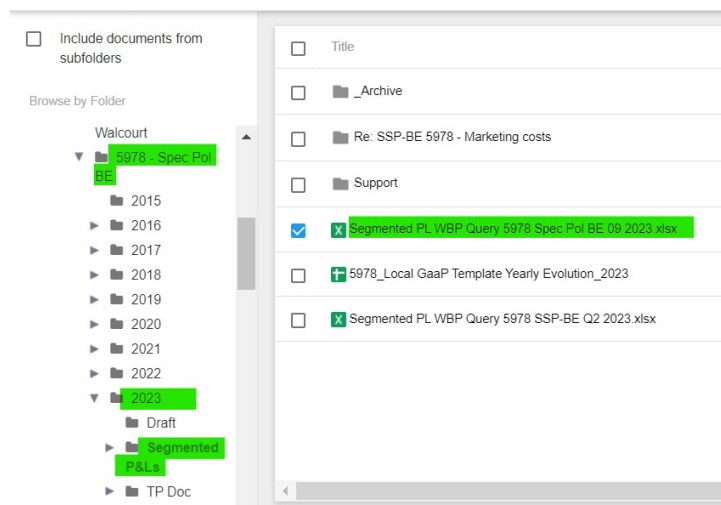 Include documents from
subfolders
Browse by Folder
Walcourt
5978 - Spec Pol
BE
2015
2016
2017
2018
2019
2020
2021
2022
2023
Draft
Segmented
P&Ls
TP Doc
Title
_Archive
Re: SSP-BE 5978 - Marketing costs
Support
Segmented PL WBP Query 5978 Spec Pol BE 09 2023.xlsx
5978_Local GaaP Template Yearly Evolution_2023
Segmented PL WBP Query 5978 SSP-BE Q2 2023.xlsx